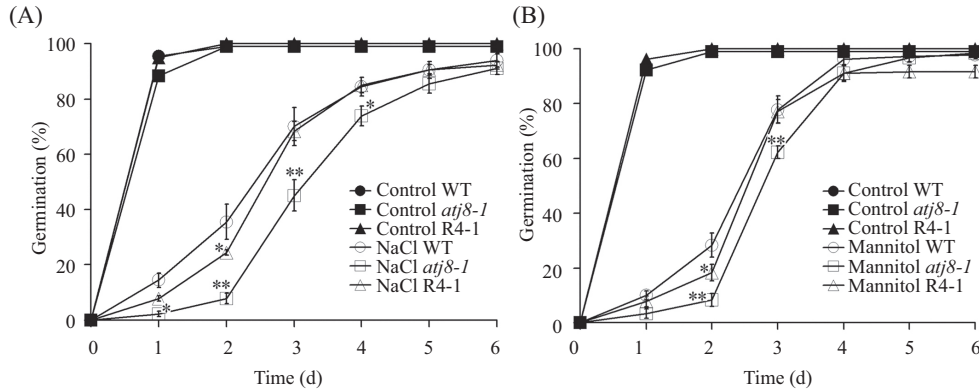 (A)
100
80
60
40
20
0
Germination (%)
*
**
**
*
*
Control WT
Control atj8-1
Control R4-1
NaCl WT
NaCl atj8-1
NaCl R4-1
0 1 2 3 4 5 6
Time (d)
(B)
100
80
60
40
20
0
Germination (%)
**
*
**
Control WT
Control atj8-1
Control R4-1
Mannitol WT
Mannitol atj8-1
Mannitol R4-1
0 1 2 3 4 5 6
Time (d)